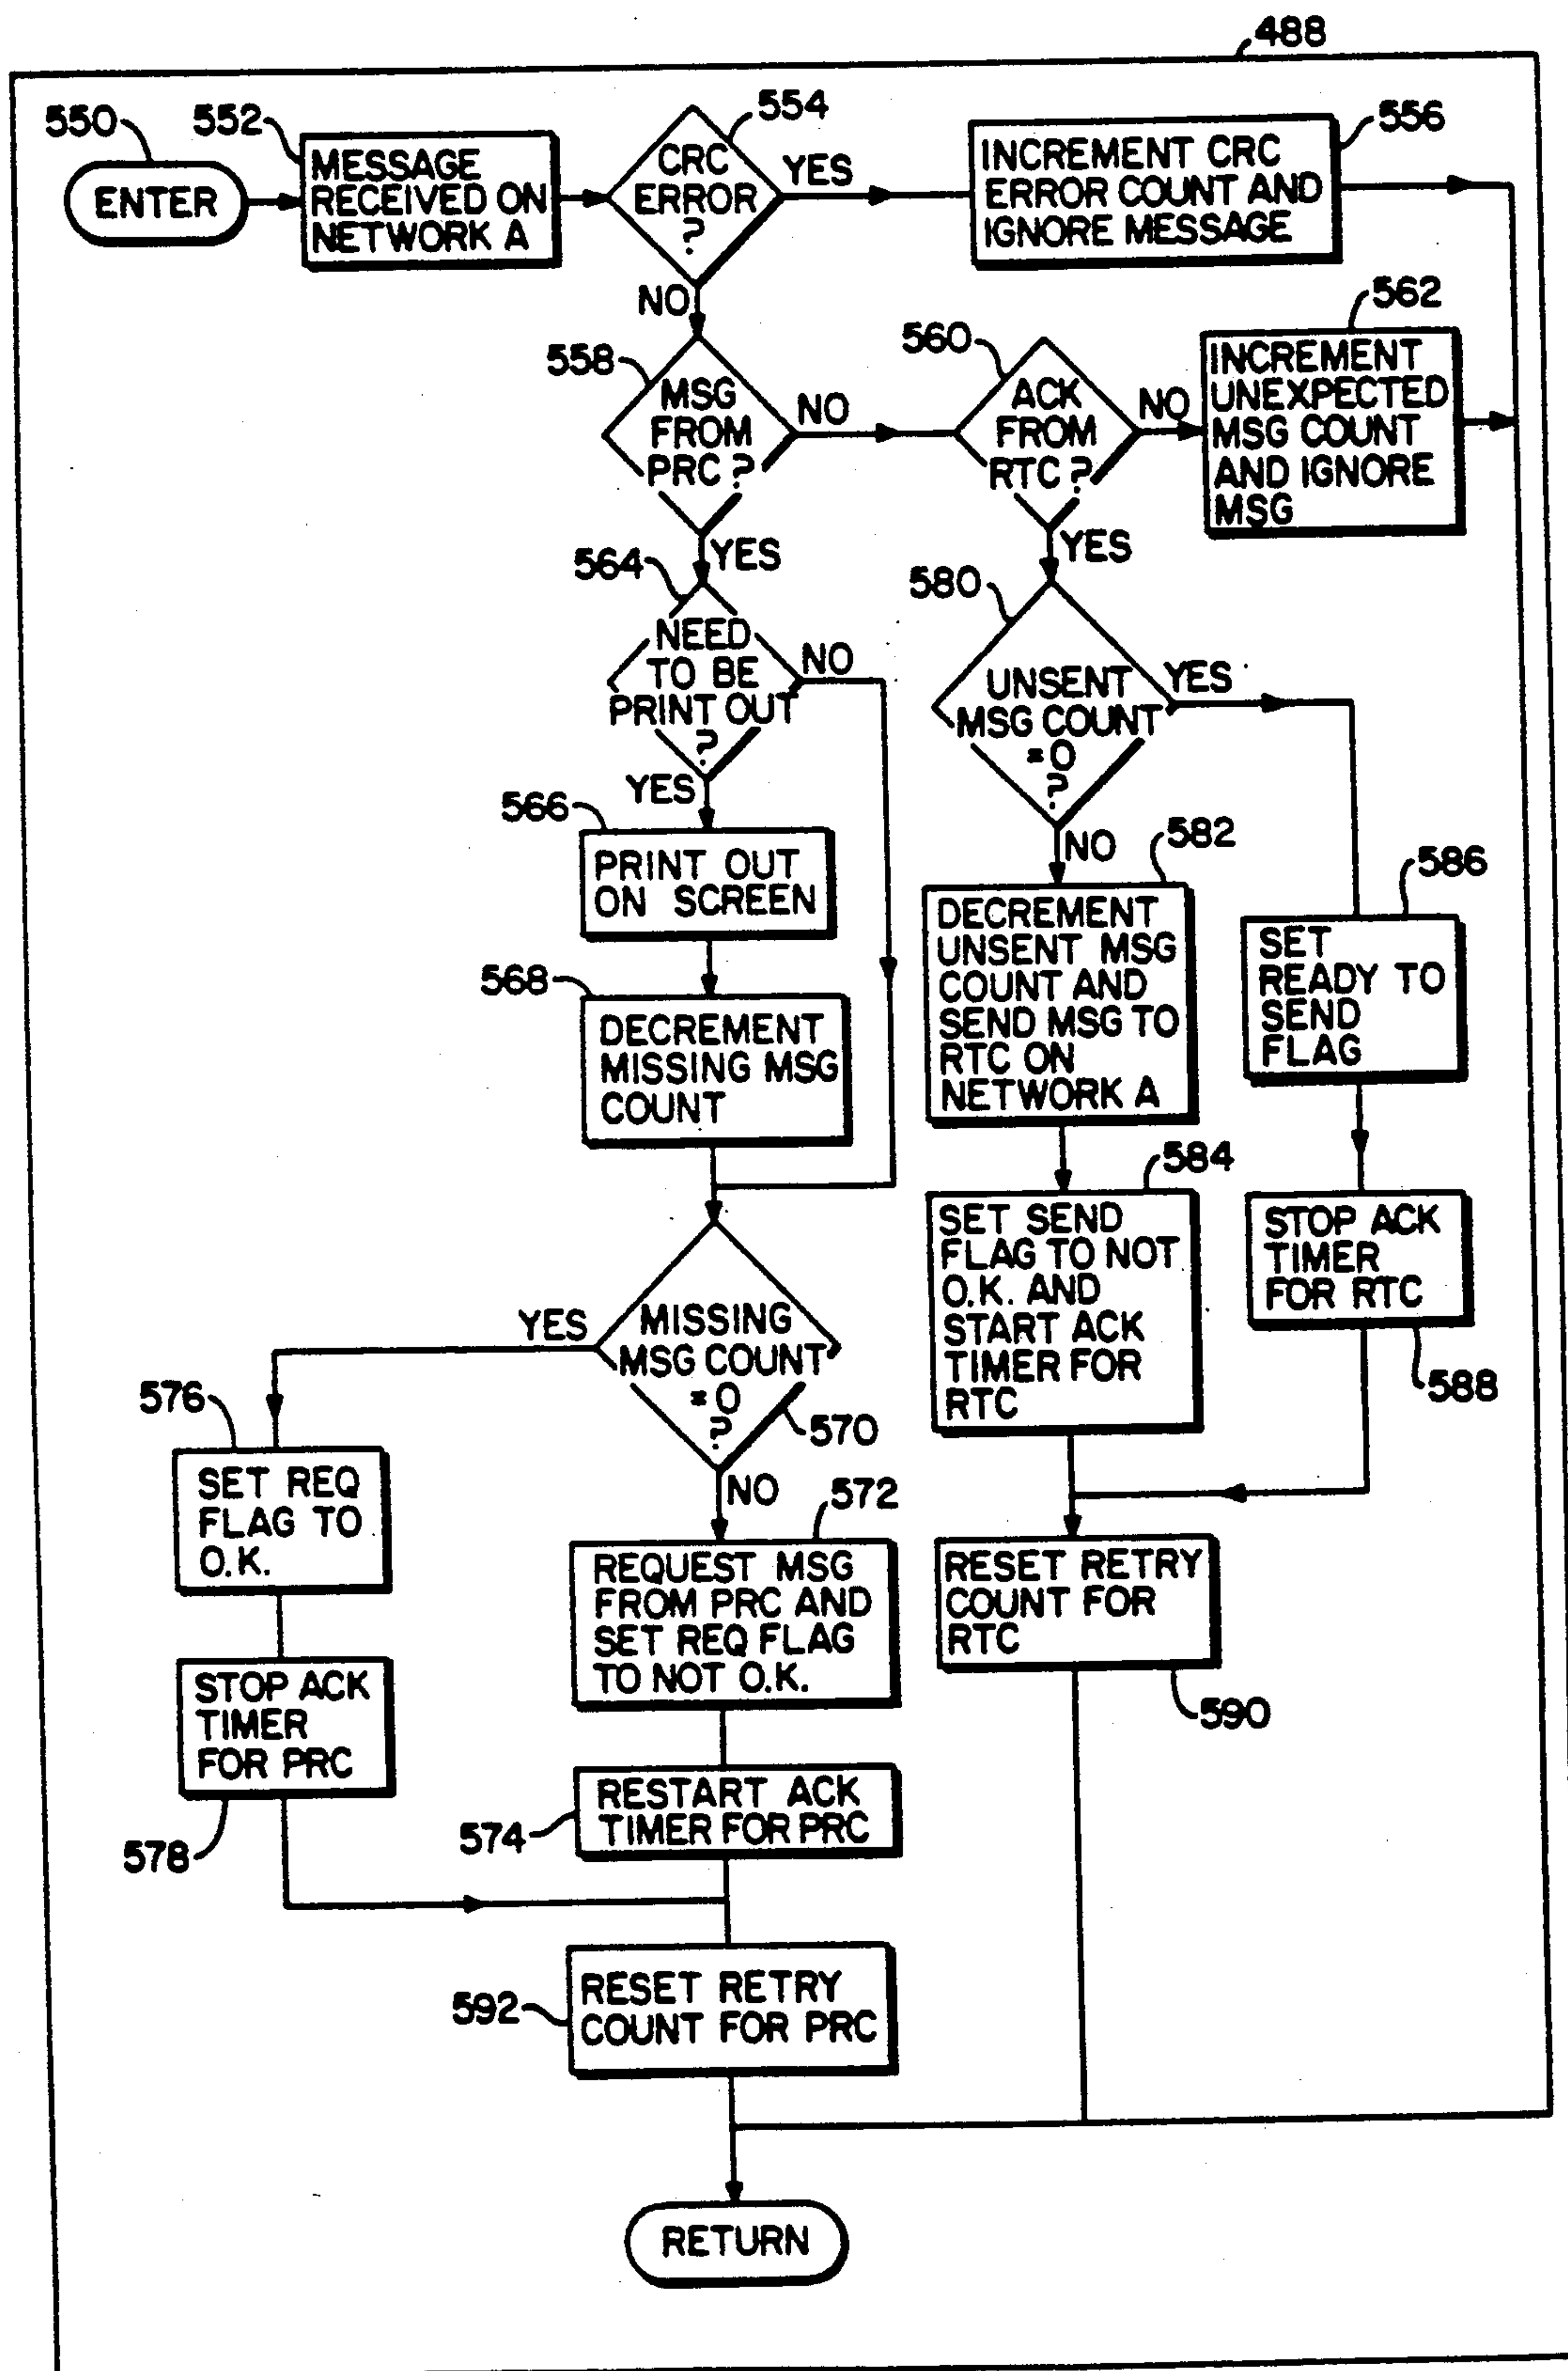 488
550
ENTER
552
MESSAGE
RECEIVED ON
NETWORK A
554
CRC
ERROR
?
YES
NO
556
INCREMENT CRC
ERROR COUNT AND
IGNORE MESSAGE
558
MSG
FROM
PRC ?
NO
YES
560
ACK
FROM
RTC ?
NO
YES
562
INCREMENT
UNEXPECTED
MSG COUNT
AND IGNORE
MSG
564
NEED
TO BE
PRINT OUT
?
NO
YES
566
PRINT OUT
ON SCREEN
568
DECREMENT
MISSING MSG
COUNT
580
UNSENT
MSG COUNT
=0
?
YES
NO
582
DECREMENT
UNSENT MSG
COUNT AND
SEND MSG TO
RTC ON
NETWORK A
586
SET
READY TO
SEND
FLAG
584
SET SEND
FLAG TO NOT
O.K. AND
START ACK
TIMER FOR
RTC
STOP ACK
TIMER
FOR RTC
588
YES
MISSING
MSG COUNT
=0
?
570
NO
576
SET REQ
FLAG TO
O.K.
572
REQUEST MSG
FROM PRC AND
SET REQ FLAG
TO NOT O.K.
RESET RETRY
COUNT FOR
RTC
590
STOP ACK
TIMER
FOR PRC
578
RESTART ACK
TIMER FOR PRC
574
RESET RETRY
COUNT FOR PRC
592
RETURN